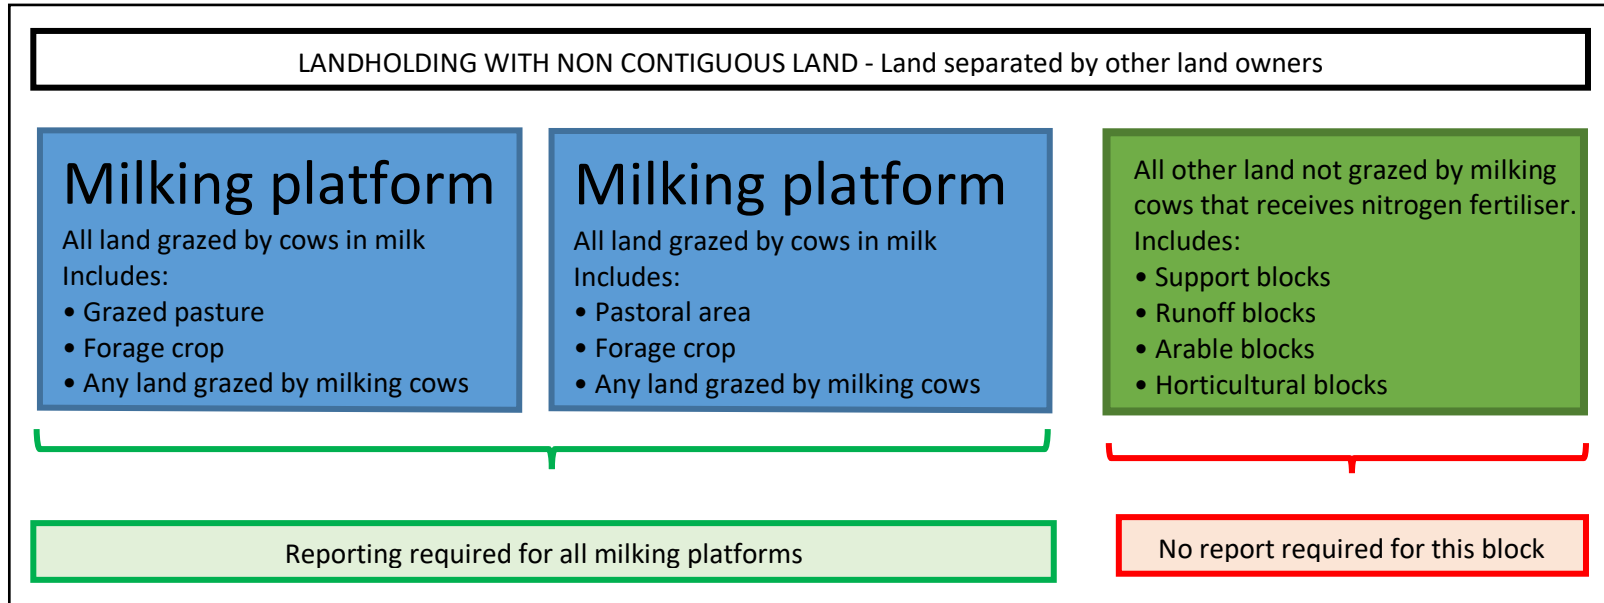 LANDHOLDING WITH NON CONTIGUOUS LAND - Land separated by other land owners
Milking platform
All land grazed by cows in milk
Includes:
• Grazed pasture
• Forage crop
• Any land grazed by milking cows
Milking platform
All land grazed by cows in milk
Includes:
• Pastoral area
• Forage crop
• Any land grazed by milking cows
All other land not grazed by milking
cows that receives nitrogen fertiliser.
Includes:
• Support blocks
• Runoff blocks
• Arable blocks
• Horticultural blocks
Reporting required for all milking platforms
No report required for this block